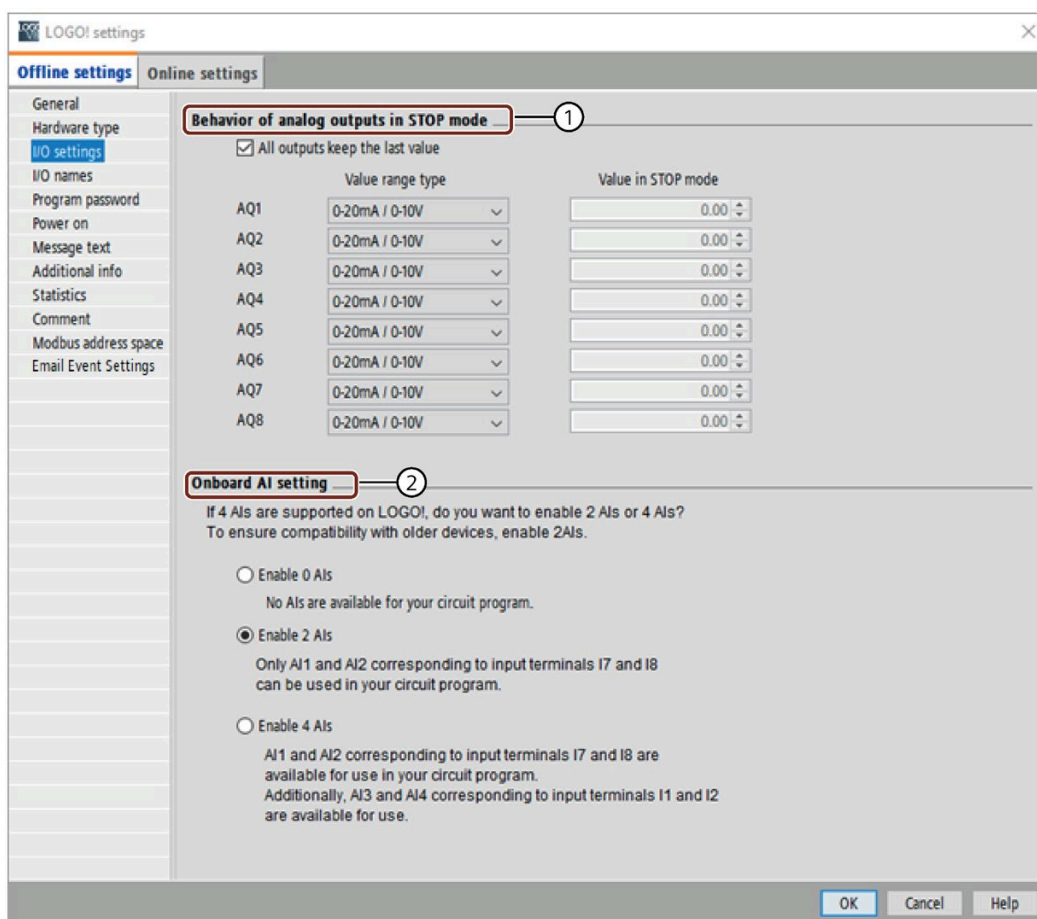 LOGO! settings
Offline settings
Online settings
General
Hardware type
I/O settings
I/O names
Program password
Power on
Message text
Additional info
Statistics
Comment
Modbus address space
Email Event Settings
Behavior of analog outputs in STOP mode
1
All outputs keep the last value
Value range type Value in STOP mode
AQ1 0-20mA / 0-10V 0.00
AQ2 0-20mA / 0-10V 0.00
AQ3 0-20mA / 0-10V 0.00
AQ4 0-20mA / 0-10V 0.00
AQ5 0-20mA / 0-10V 0.00
AQ6 0-20mA / 0-10V 0.00
AQ7 0-20mA / 0-10V 0.00
AQ8 0-20mA / 0-10V 0.00
Onboard AI setting
2
If 4 AIs are supported on LOGO!, do you want to enable 2 AIs or 4 AIs?
To ensure compatibility with older devices, enable 2AIs.
Enable 0 AIs
No AIs are available for your circuit program.
Enable 2 AIs
Only AI1 and AI2 corresponding to input terminals I7 and I8
can be used in your circuit program.
Enable 4 AIs
AI1 and AI2 corresponding to input terminals I7 and I8 are
available for use in your circuit program.
Additionally, AI3 and AI4 corresponding to input terminals I1 and I2
are available for use.
OK Cancel Help